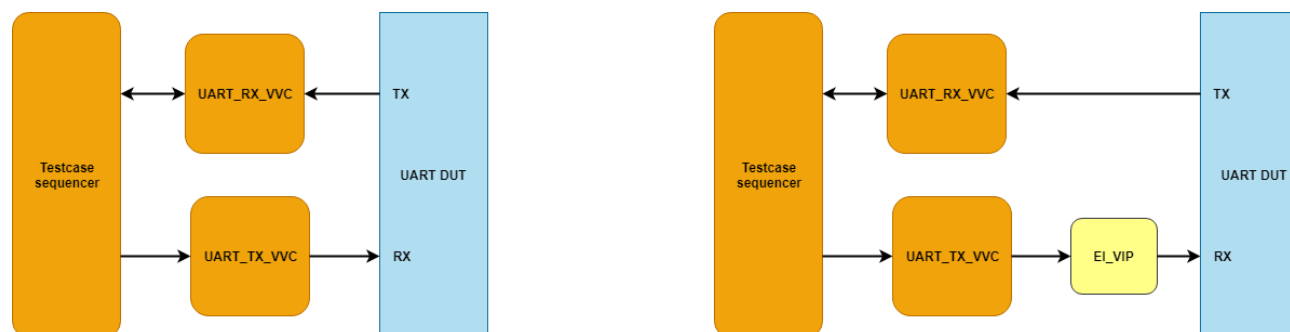 UART_RX_VVC
TX
Testcase
sequencer
UART DUT
UART_TX_VVC
RX
UART_RX_VVC
TX
Testcase
sequencer
UART DUT
UART_TX_VVC
EI_VIP
RX